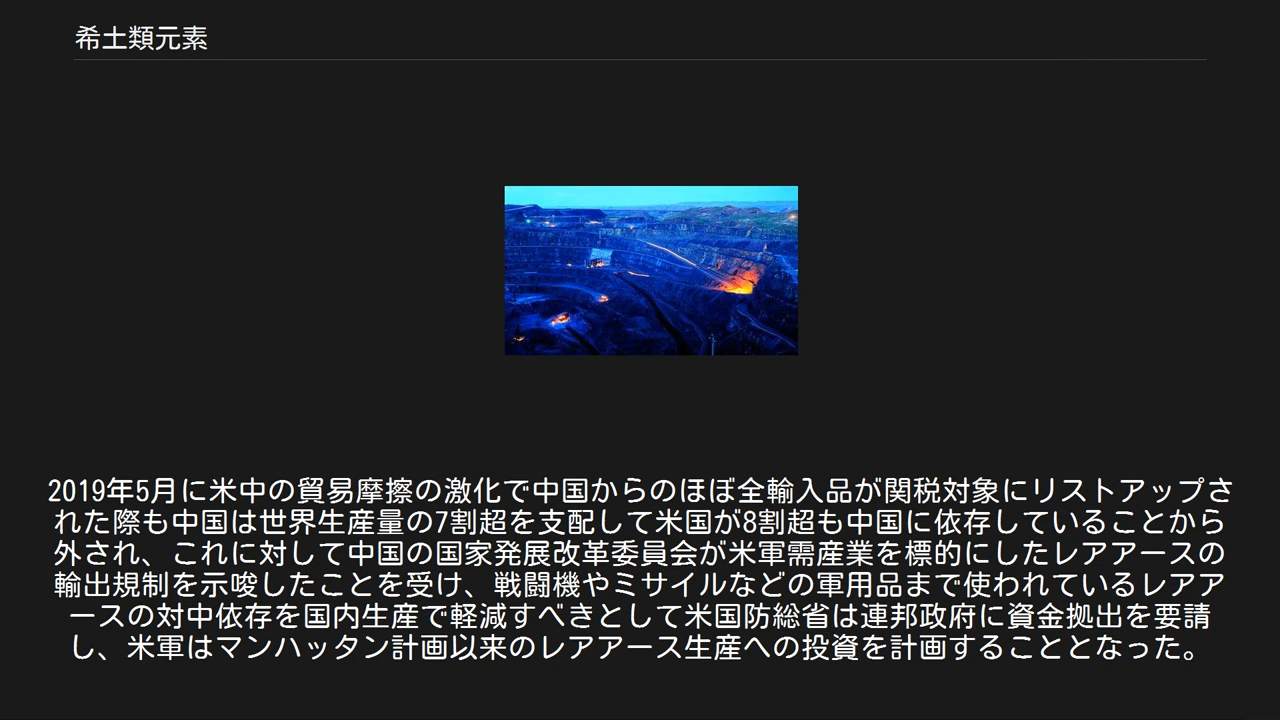 希土類元素
2019年5月に米中の貿易摩擦の激化で中国からのほぼ全輸入品が関税対象にリストアップさ
れた際も中国は世界生産量の7割超を支配して米国が8割超も中国に依存していることから
外され、これに対して中国の国家発展改革委員会が米軍需産業を標的にしたレアアースの
輸出規制を示唆したことを受け、戦闘機やミサイルなどの軍用品まで使われているレアア
ースの対中依存を国内生産で軽減すべきとして米国防総省は連邦政府に資金拠出を要請
し、米軍はマンハッタン計画以来のレアアース生産への投資を計画することとなった。